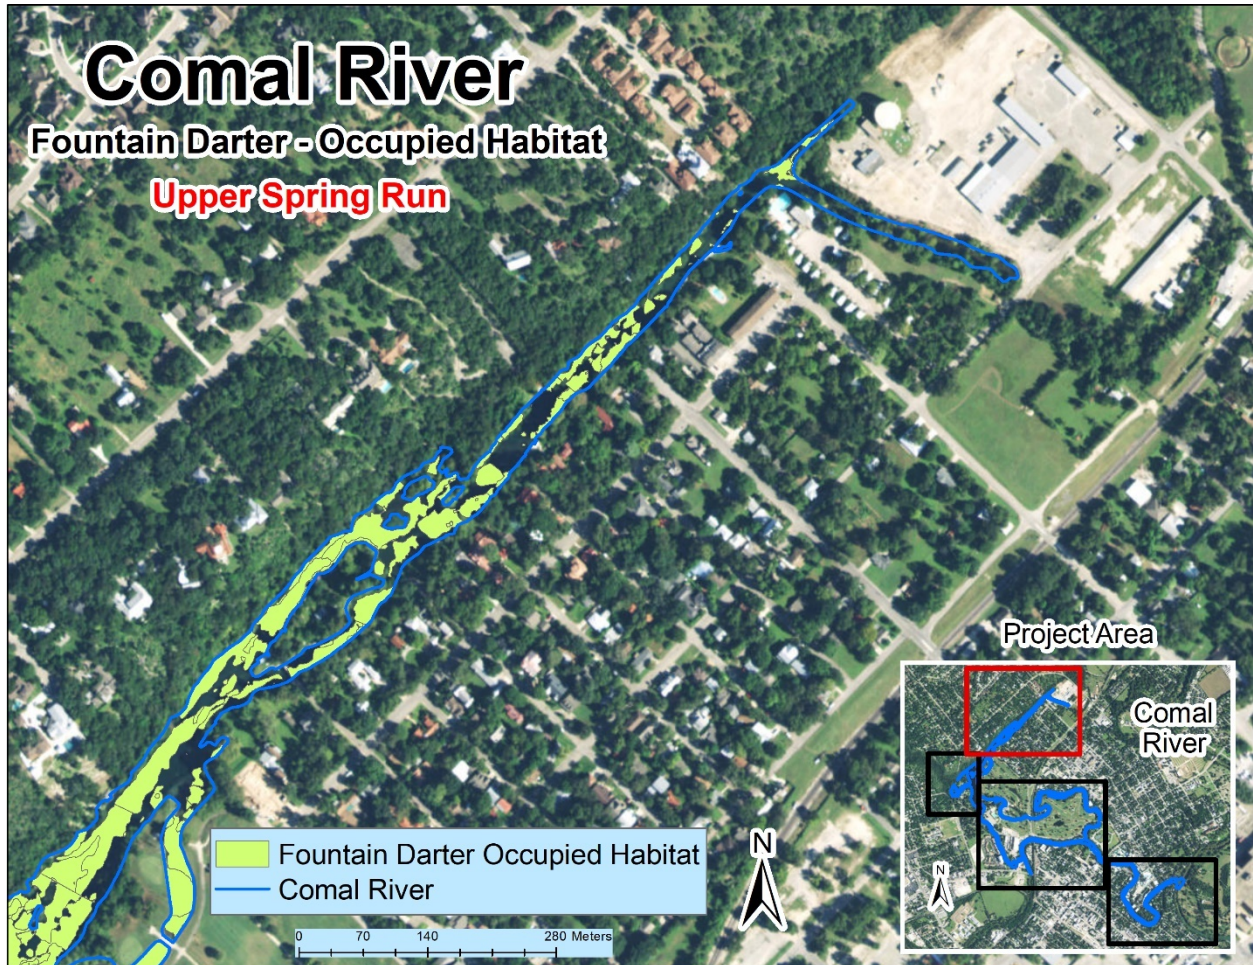 Comal River
Fountain Darter - Occupied Habitat
Upper Spring Run
Project Area
Comal
River
N
Fountain Darter Occupied Habitat
Comal River
0 70 140 280 Meters
N